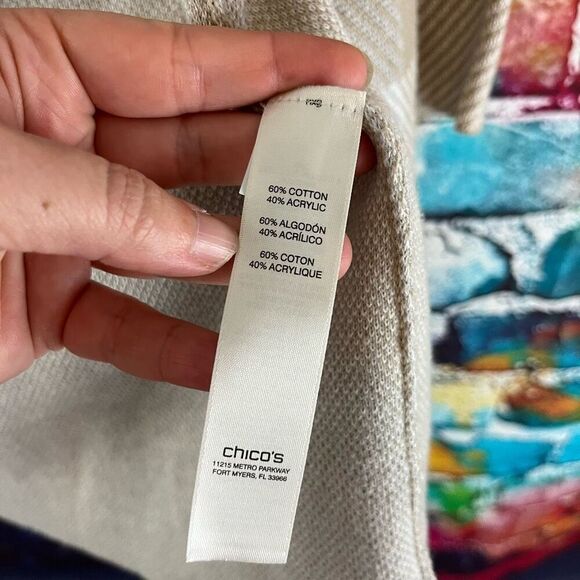 60% COTTON
40% ACRYLIC
60% ALGODÓN
40% ACRÍLICO
60% COTON
40% ACRYLIQUE
chico's
11215 METRO PARKWAY
FORT MYERS, FL 33966